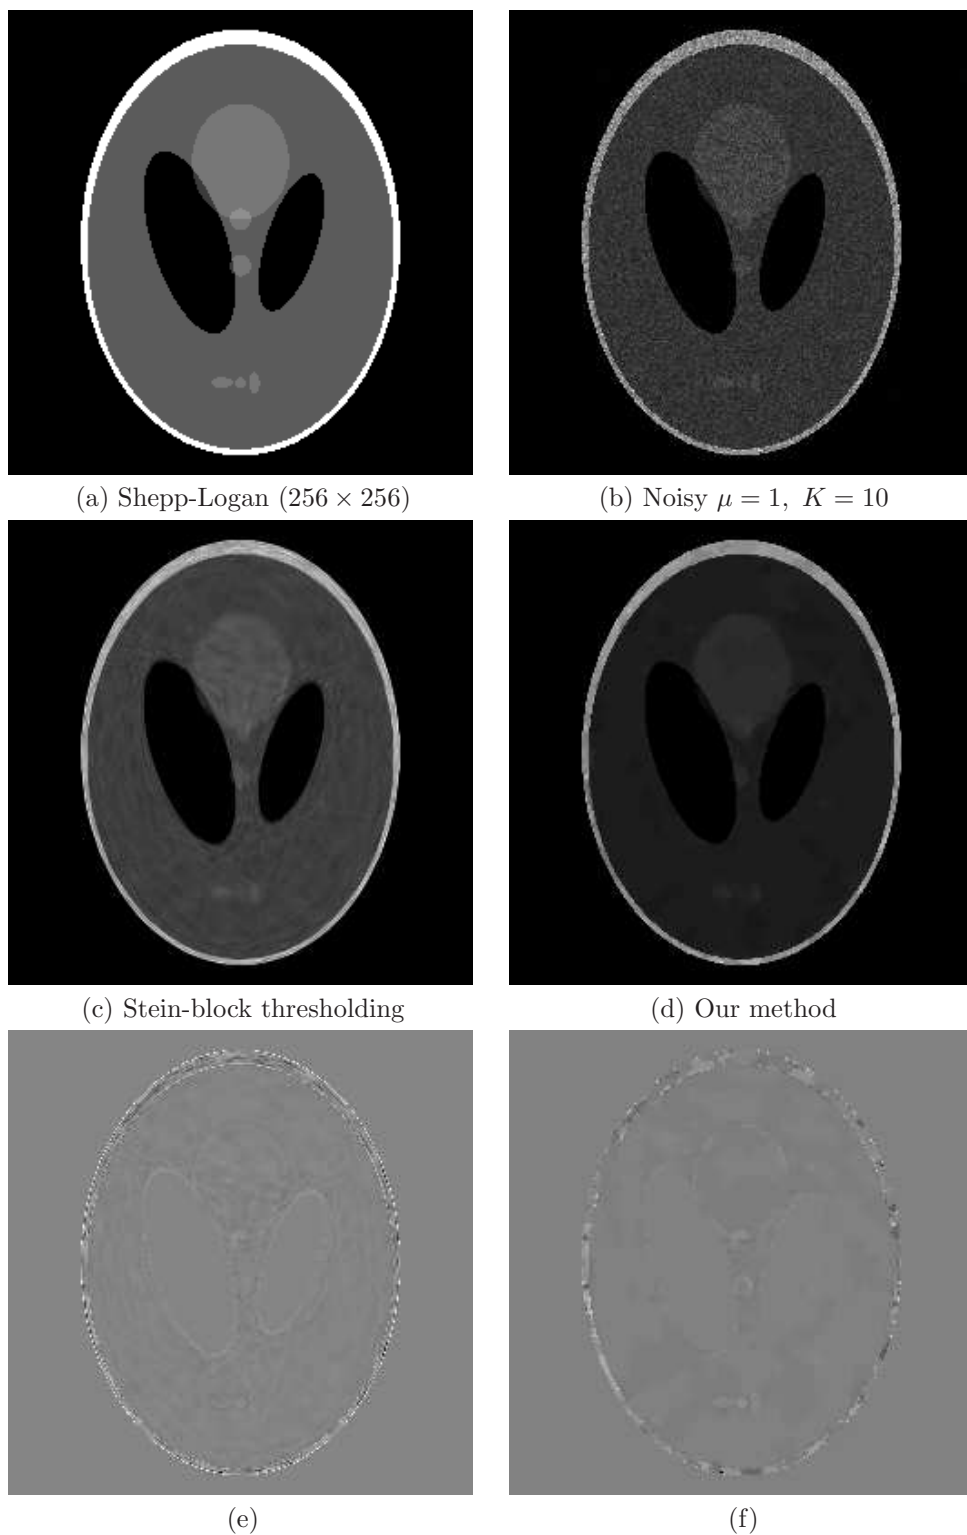 (a) Shepp-Logan (256 × 256)
(b) Noisy μ = 1, K = 10
(c) Stein-block thresholding
(d) Our method
(e)
(f)